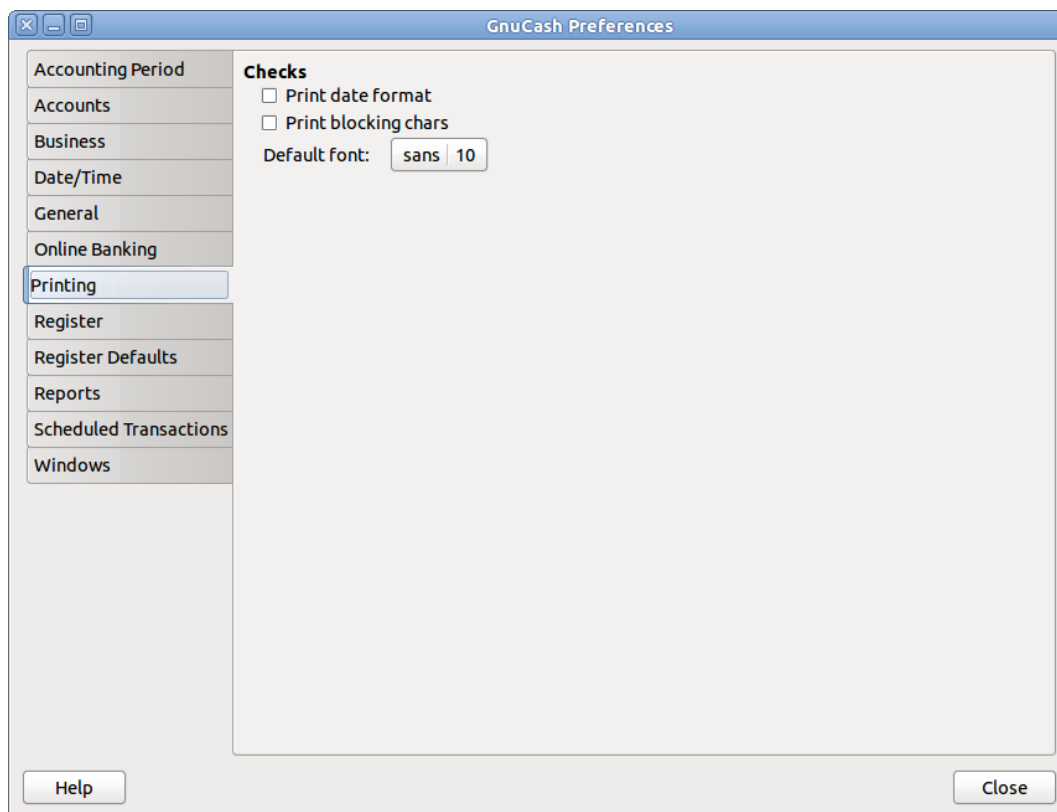 GnuCash Preferences
Accounting Period
Accounts
Business
Date/Time
General
Online Banking
Printing
Register
Register Defaults
Reports
Scheduled Transactions
Windows
Checks
Print date format
Print blocking chars
Default font: sans 10
Help
Close